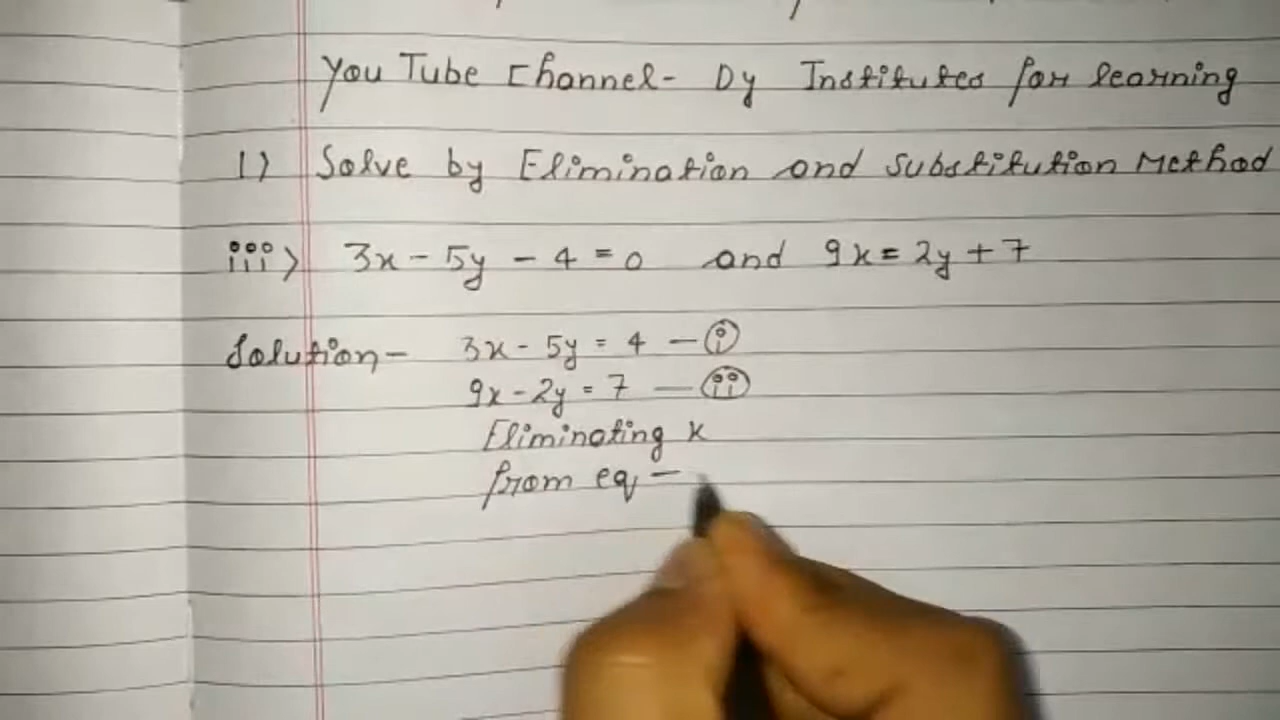 You Tube Channel- Dy Institutes for learning
1) Solve by Elimination and Substitution Method
iii> 3x - 5y - 4 = 0 and 9x = 2y + 7
Solution- 3x - 5y = 4 - (i)
9x - 2y = 7 - (ii)
Eliminating x
from eq -